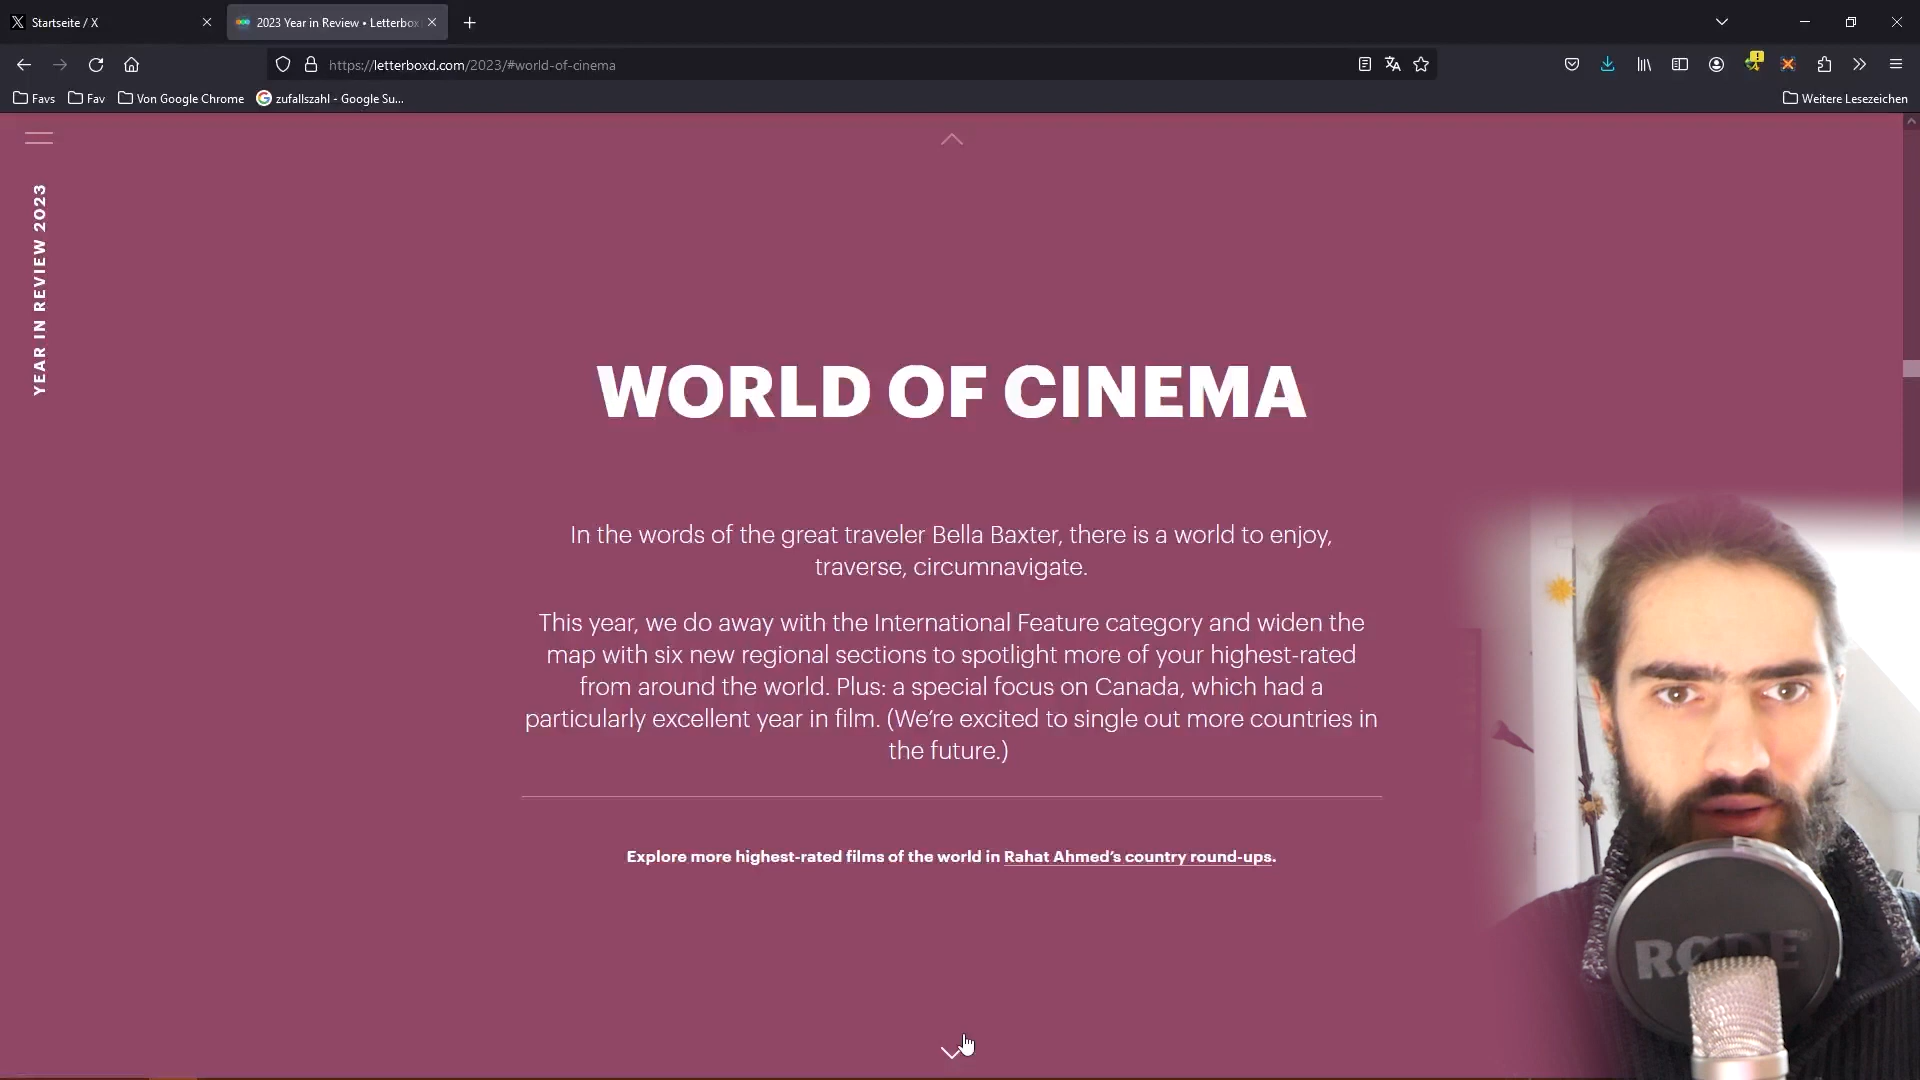 Startseite / X
2023 Year in Review • Letterbox
https://letterboxd.com/2023/#world-of-cinema
Favs
Fav
Von Google Chrome
zufallszahl - Google Su...
Weitere Lesezeichen
YEAR IN REVIEW 2023
WORLD OF CINEMA
In the words of the great traveler Bella Baxter, there is a world to enjoy,
traverse, circumnavigate.
This year, we do away with the International Feature category and widen the
map with six new regional sections to spotlight more of your highest-rated
from around the world. Plus: a special focus on Canada, which had a
particularly excellent year in film. (We’re excited to single out more countries in
the future.)
Explore more highest-rated films of the world in Rahat Ahmed’s country round-ups.
RØDE